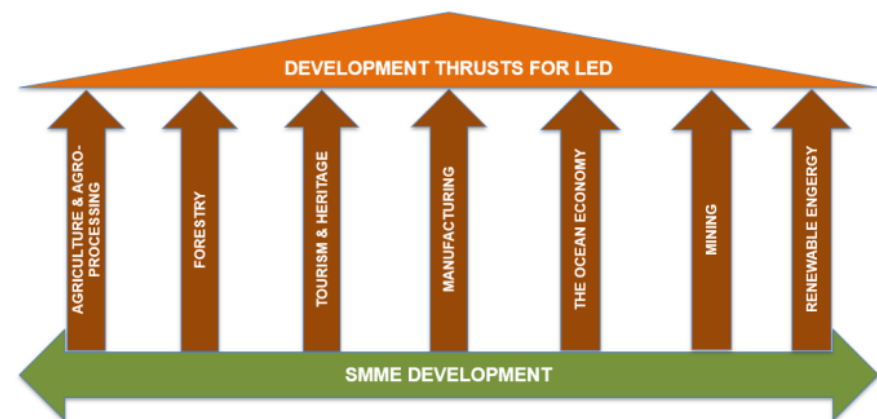 DEVELOPMENT THRUSTS FOR LED
AGRICULTURE & AGRO-
PROCESSING
FORESTRY
TOURISM & HERITAGE
MANUFACTURING
THE OCEAN ECONOMY
MINING
RENEWABLE ENGERGY
SMME DEVELOPMENT